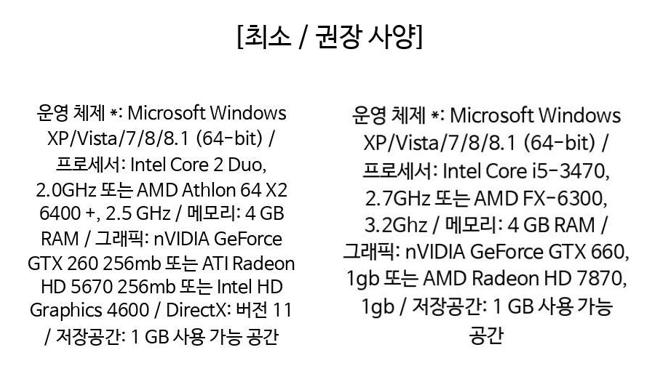 [최소 / 권장 사양]
운영 체제 *: Microsoft Windows
XP/Vista/7/8/8.1 (64-bit) /
프로세서: Intel Core 2 Duo,
2.0GHz 또는 AMD Athlon 64 X2
6400 +, 2.5 GHz / 메모리: 4 GB
RAM / 그래픽: nVIDIA GeForce
GTX 260 256mb 또는 ATI Radeon
HD 5670 256mb 또는 Intel HD
Graphics 4600 / DirectX: 버전 11
/ 저장공간: 1 GB 사용 가능 공간
운영 체제 *: Microsoft Windows
XP/Vista/7/8/8.1 (64-bit) /
프로세서: Intel Core i5-3470,
2.7GHz 또는 AMD FX-6300,
3.2Ghz / 메모리: 4 GB RAM /
그래픽: nVIDIA GeForce GTX 660,
1gb 또는 AMD Radeon HD 7870,
1gb / 저장공간: 1 GB 사용 가능
공간